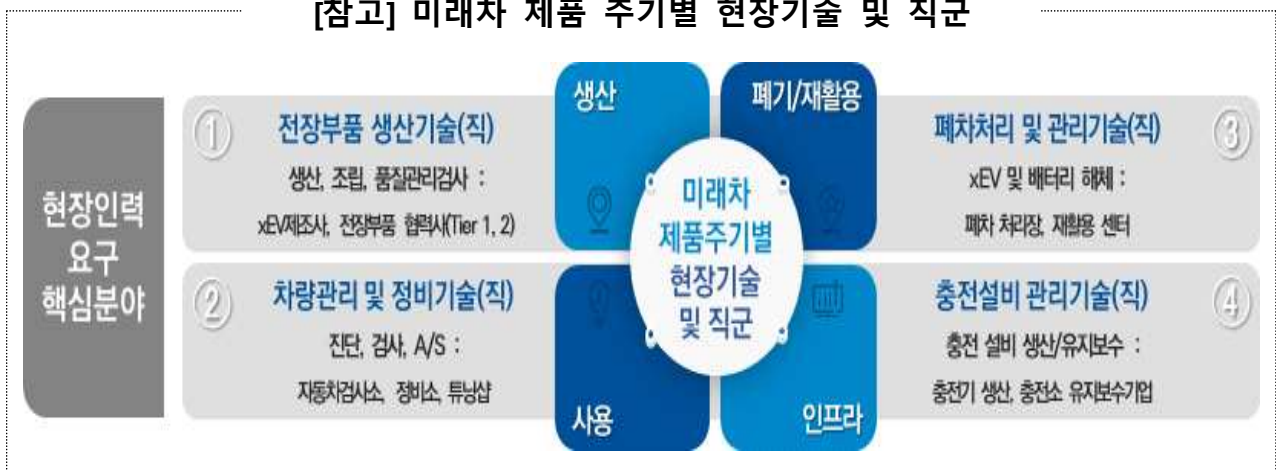 [참고] 미래차 제품 주기별 현장기술 및 직군
현장인력
요구
핵심분야
①
전장부품 생산기술(직)
생산, 조립, 품질관리검사 :
xEV제조사, 전장부품 협력사(Tier 1, 2)
생산
②
차량관리 및 정비기술(직)
진단, 검사, A/S :
자동차검사소, 정비소, 튜닝샵
사용
미래차
제품주기별
현장기술
및 직군
폐기/재활용
폐차처리 및 관리기술(직)
③
xEV 및 배터리 해체 :
폐차 처리장, 재활용 센터
인프라
충전설비 관리기술(직)
④
충전 설비 생산/유지보수 :
충전기 생산, 충전소 유지보수기업